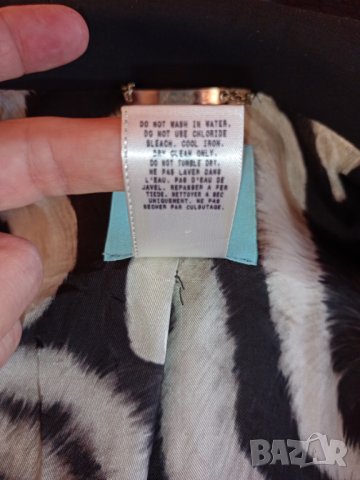 DO NOT WASH IN WATER.
DO NOT USE CHLORIDE
BLEACH. COOL IRON.
DRY CLEAN ONLY.
DO NOT TUMBLE DRY.
NE PAS LAVER DANS
L'EAU. PAS D'EAU DE
JAVEL. REPASSER A FER
TIEDE. NETTOYER A SEC
UNIQUEMENT. NE PAS
SECHER PAR CULBUTAGE.
BAZAR
bg